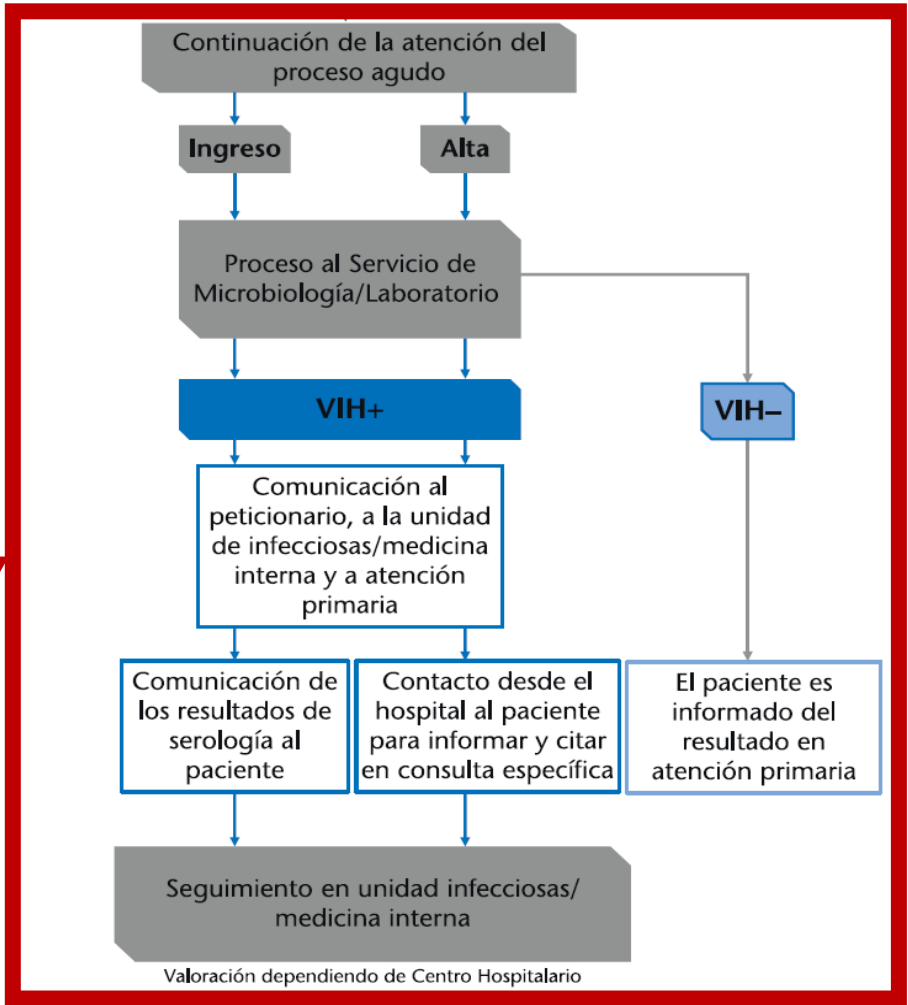 Continuación de la atención del
proceso agudo
Ingreso
Alta
Proceso al Servicio de
Microbiología/Laboratorio
VIH+
VIH–
Comunicación al
peticionario, a la unidad
de infecciosas/medicina
interna y a atención
primaria
Comunicación de
los resultados de
serología al
paciente
Contacto desde el
hospital al paciente
para informar y citar
en consulta específica
El paciente es
informado del
resultado en
atención primaria
Seguimiento en unidad infecciosas/
medicina interna
Valoración dependiendo de Centro Hospitalario